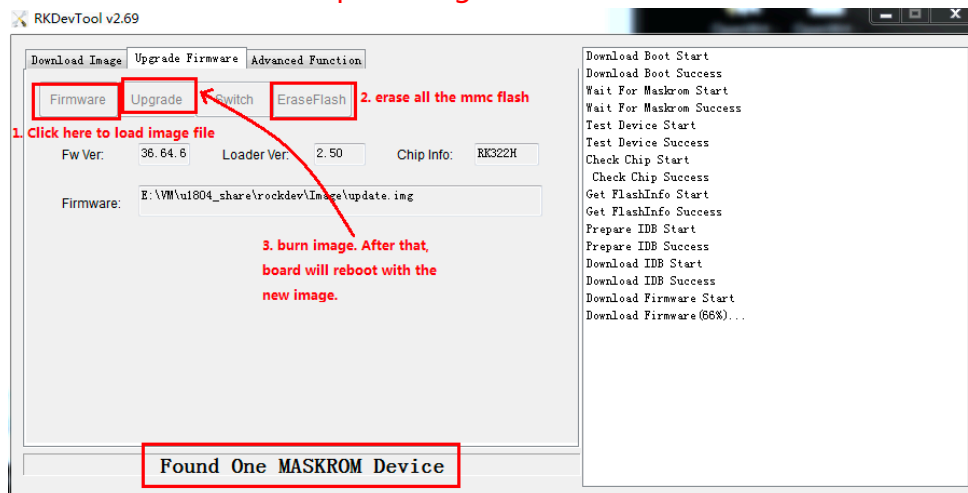 RKDevTool v2.69
Download Image Upgrade Firmware Advanced Function
Firmware Upgrade Switch EraseFlash
2. erase all the mmc flash
1. Click here to load image file
Fw Ver: 36.64.6 Loader Ver: 2.50 Chip Info: RK322H
Firmware: E:\VM\u1804_share\rockdev\Image\update.img
3. burn image. After that,
board will reboot with the
new image.
Found One MASKROM Device
Download Boot Start
Download Boot Success
Wait For Maskrom Start
Wait For Maskrom Success
Test Device Start
Test Device Success
Check Chip Start
Check Chip Success
Get FlashInfo Start
Get FlashInfo Success
Prepare IDB Start
Prepare IDB Success
Download IDB Start
Download IDB Success
Download Firmware Start
Download Firmware(66%)...